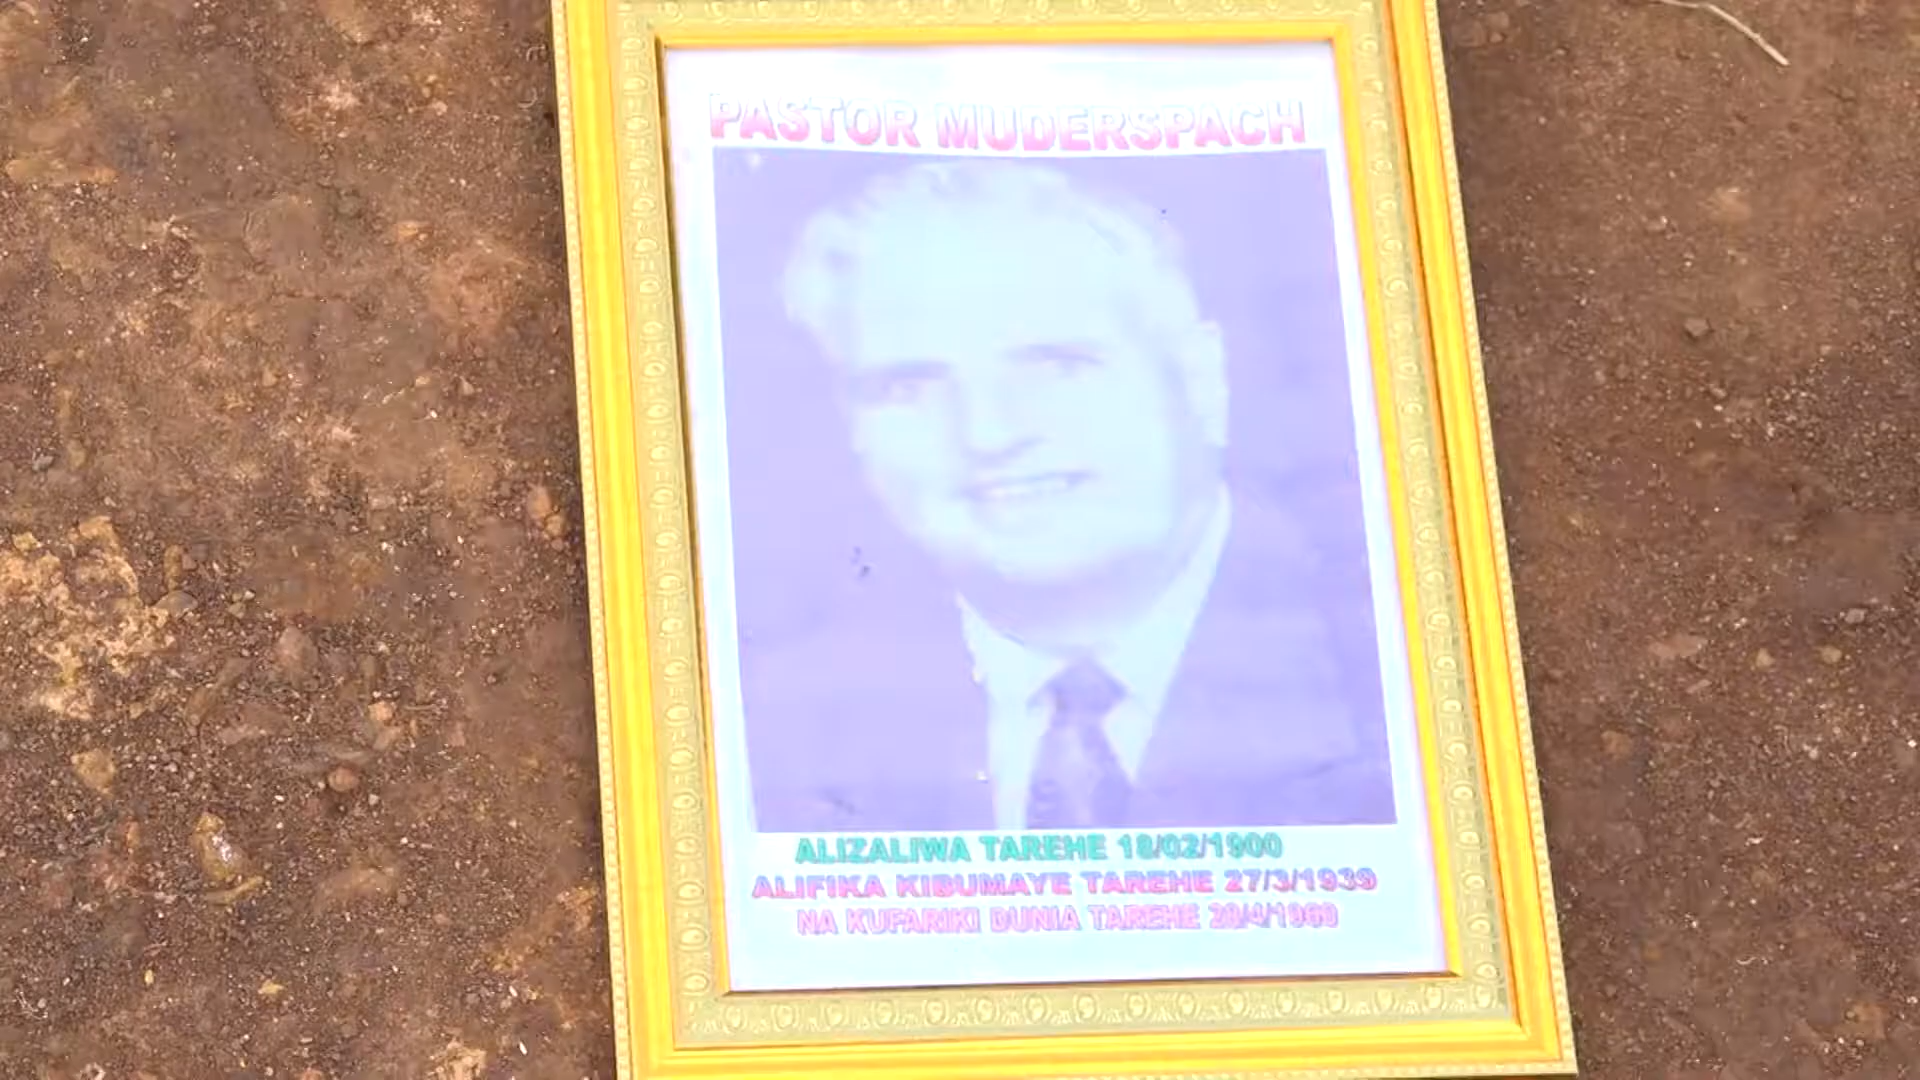 PASTOR MUDERSPACH
ALIZALIWA TAREHE 18/02/1900
ALIFIKA KIBUMAYE TAREHE 27/3/1939
NA KUFARIKI DUNIA TAREHE